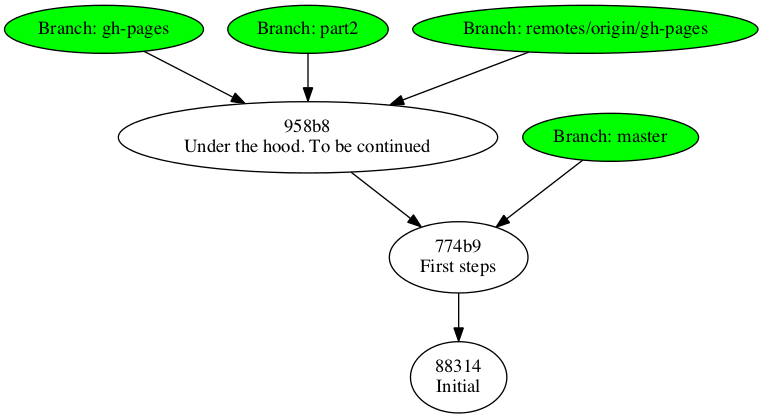 Branch: gh-pages
Branch: part2
Branch: remotes/origin/gh-pages
958b8
Under the hood. To be continued
Branch: master
774b9
First steps
88314
Initial